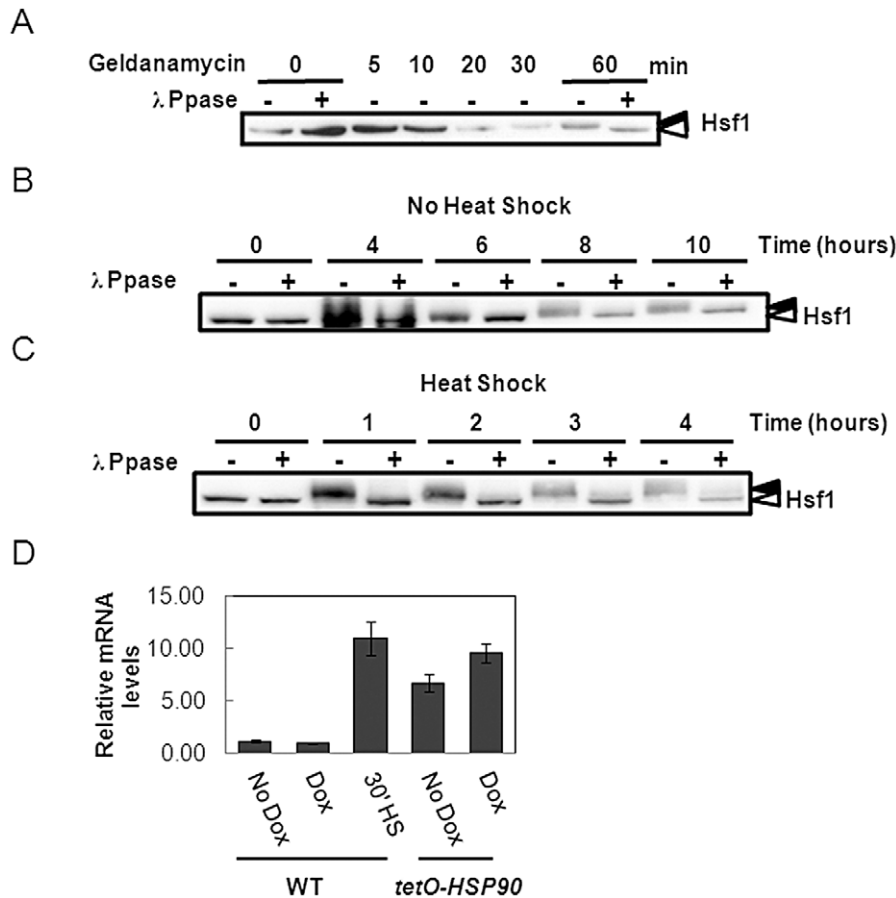 A
Geldanamycin 0 5 10 20 30 60 min
λ Ppase - + - - - - - +
Hsf1
B
No Heat Shock
0 4 6 8 10 Time (hours)
λ Ppase - + - + - + - + - +
Hsf1
C
Heat Shock
0 1 2 3 4 Time (hours)
λ Ppase - + - + - + - + - +
Hsf1
D
Relative mRNA
levels
15.00
10.00
5.00
0.00
No Dox
Dox
30' HS
No Dox
Dox
WT
tetO-HSP90